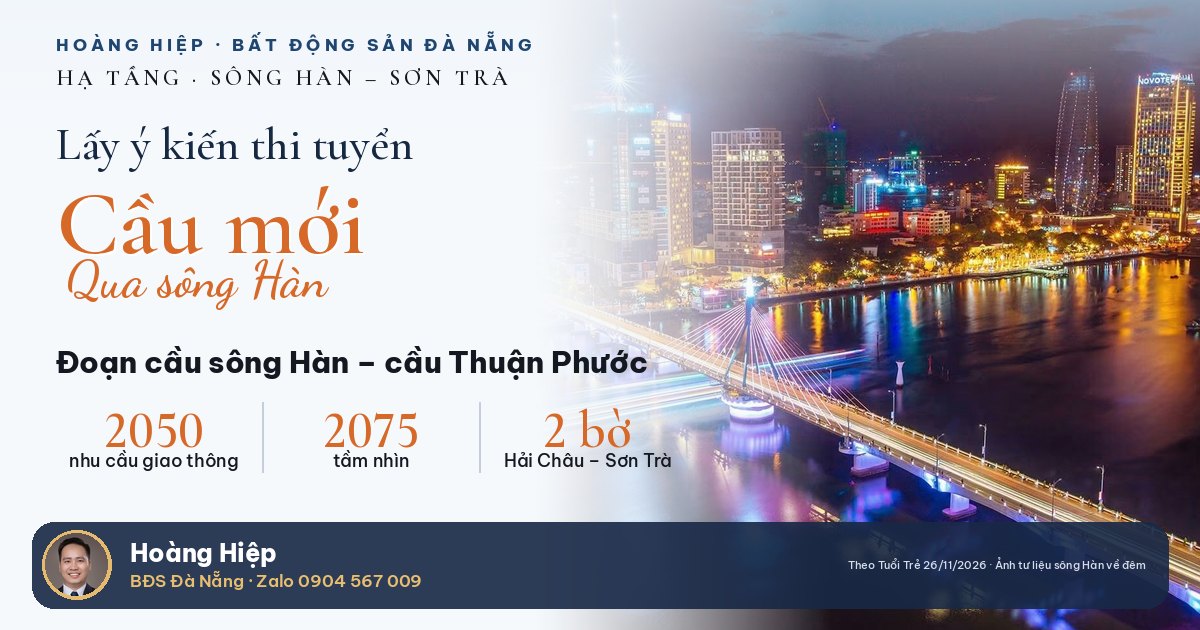 HOÀNG HIỆP · BẤT ĐỘNG SẢN ĐÀ NẴNG
HẠ TẦNG · SÔNG HÀN – SƠN TRÀ
Lấy ý kiến thi tuyển
Cầu mới
Qua sông Hàn
Đoạn cầu sông Hàn – cầu Thuận Phước
2050
nhu cầu giao thông
2075
tầm nhìn
2 bờ
Hải Châu – Sơn Trà
Hoàng Hiệp
BĐS Đà Nẵng · Zalo 0904 567 009
Theo Tuổi Trẻ 26/11/2026 · Ảnh tư liệu sông Hàn về đêm
NOVOTEL